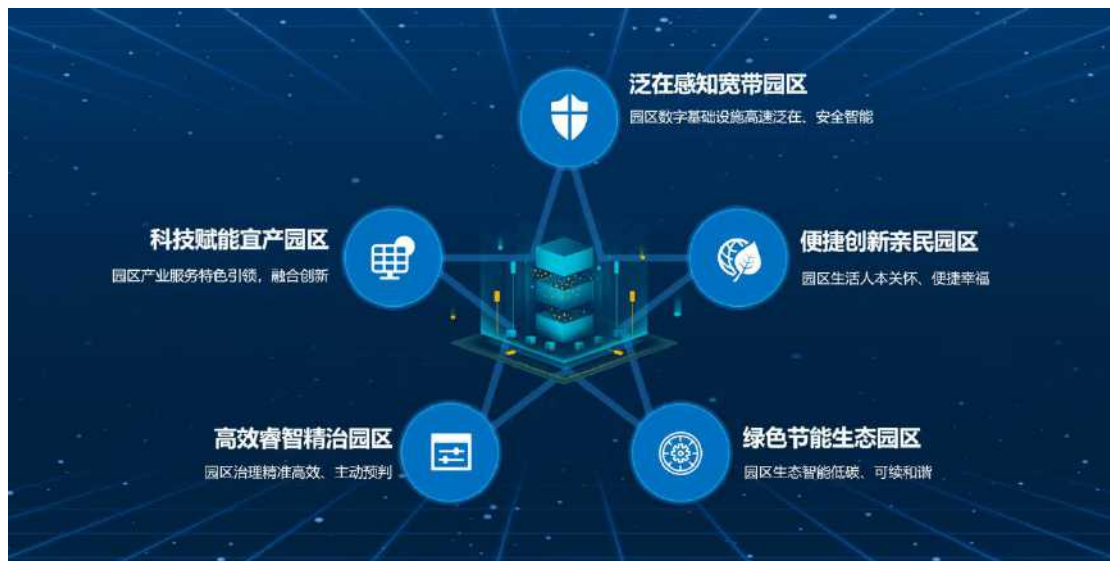 泛在感知宽带园区
园区数字基础设施高速泛在、安全智能
科技赋能宜产园区
园区产业服务特色引领，融合创新
便捷创新亲民园区
园区生活人本关怀、便捷幸福
高效睿智精治园区
园区治理精准高效、主动预判
绿色节能生态园区
园区生态智能低碳、可续和谐